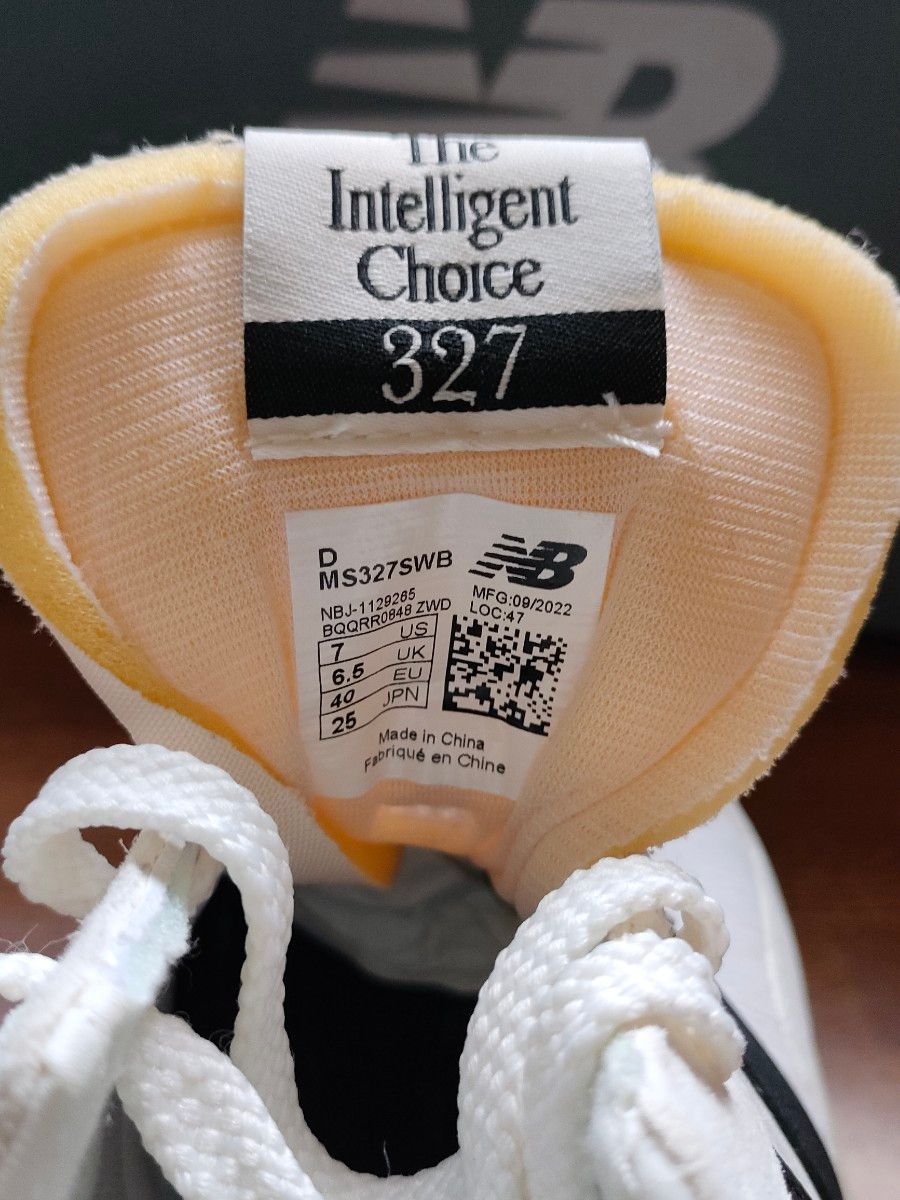 The
Intelligent
Choice
327
D
MS327SWB
NB
NBJ-1129265
BQQRR0848 ZWD
MFG:09/2022
LOC:47
7 US
6.5 UK
40 EU
25 JPN
Made in China
Fabriqué en Chine